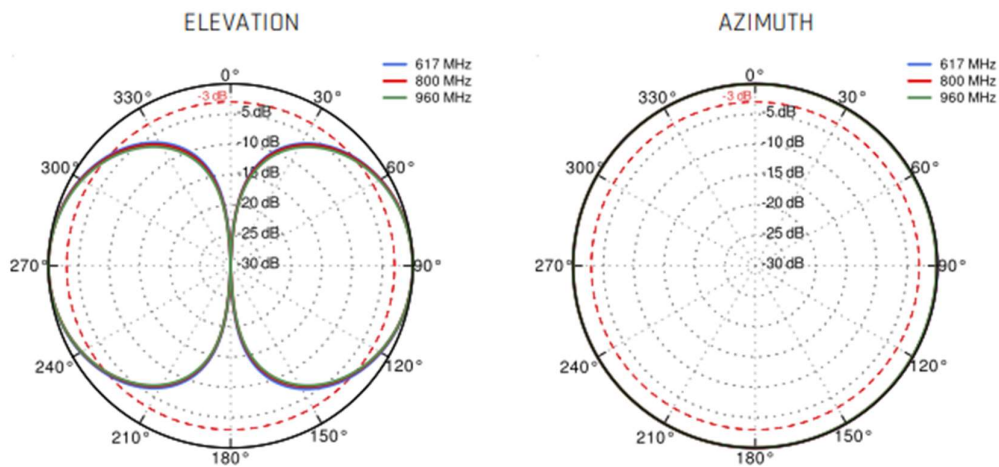 ELEVATION
617 MHz
800 MHz
960 MHz
0°
330°
-3 dB
30°
-5 dB
-10 dB
300°
60°
-15 dB
-20 dB
-25 dB
270°
-30 dB
90°
240°
120°
210°
150°
180°
AZIMUTH
617 MHz
800 MHz
960 MHz
0°
330°
-3 dB
30°
-5 dB
-10 dB
300°
60°
-15 dB
-20 dB
-25 dB
270°
-30 dB
90°
240°
120°
210°
150°
180°